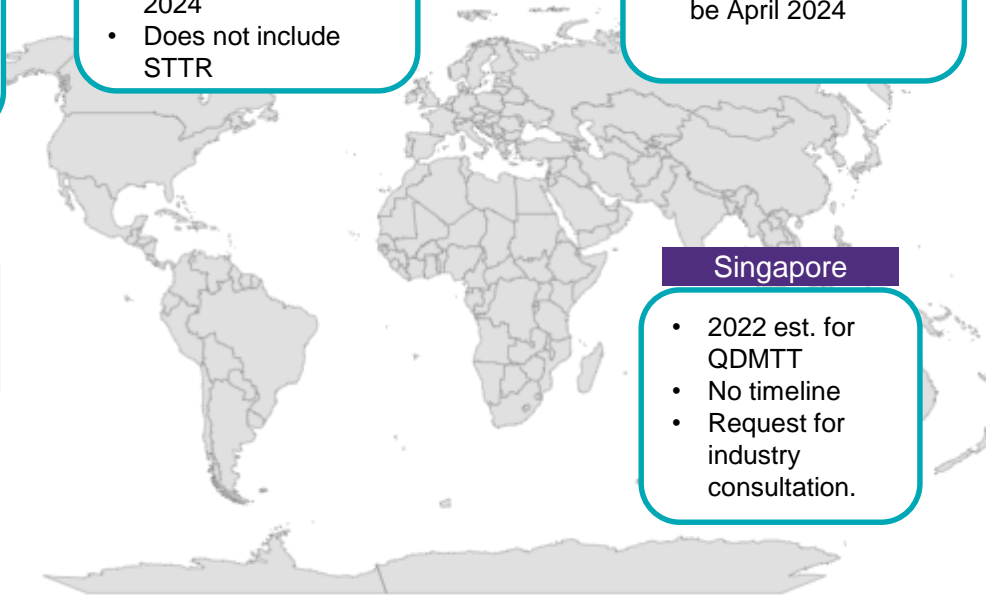 2024
• Does not include
STTR
be April 2024
Singapore
• 2022 est. for
QDMTT
• No timeline
• Request for
industry
consultation.